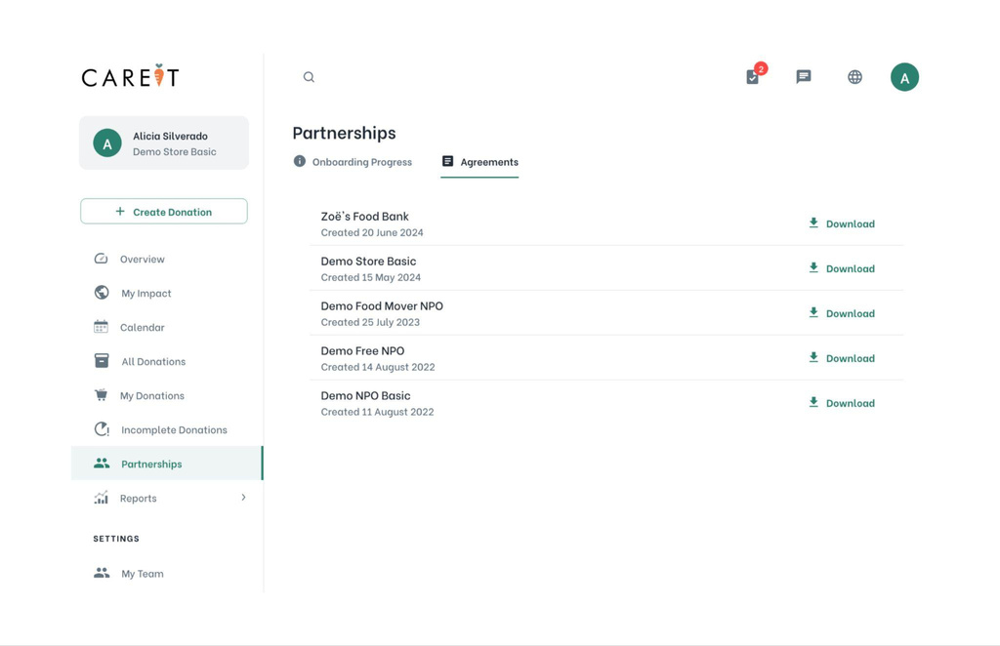 CAREIT
2
A
A
Alicia Silverado
Demo Store Basic
+ Create Donation
Overview
My Impact
Calendar
All Donations
My Donations
Incomplete Donations
Partnerships
Reports
SETTINGS
My Team
Partnerships
Onboarding Progress
Agreements
Zoë's Food Bank
Created 20 June 2024
Download
Demo Store Basic
Created 15 May 2024
Download
Demo Food Mover NPO
Created 25 July 2023
Download
Demo Free NPO
Created 14 August 2022
Download
Demo NPO Basic
Created 11 August 2022
Download